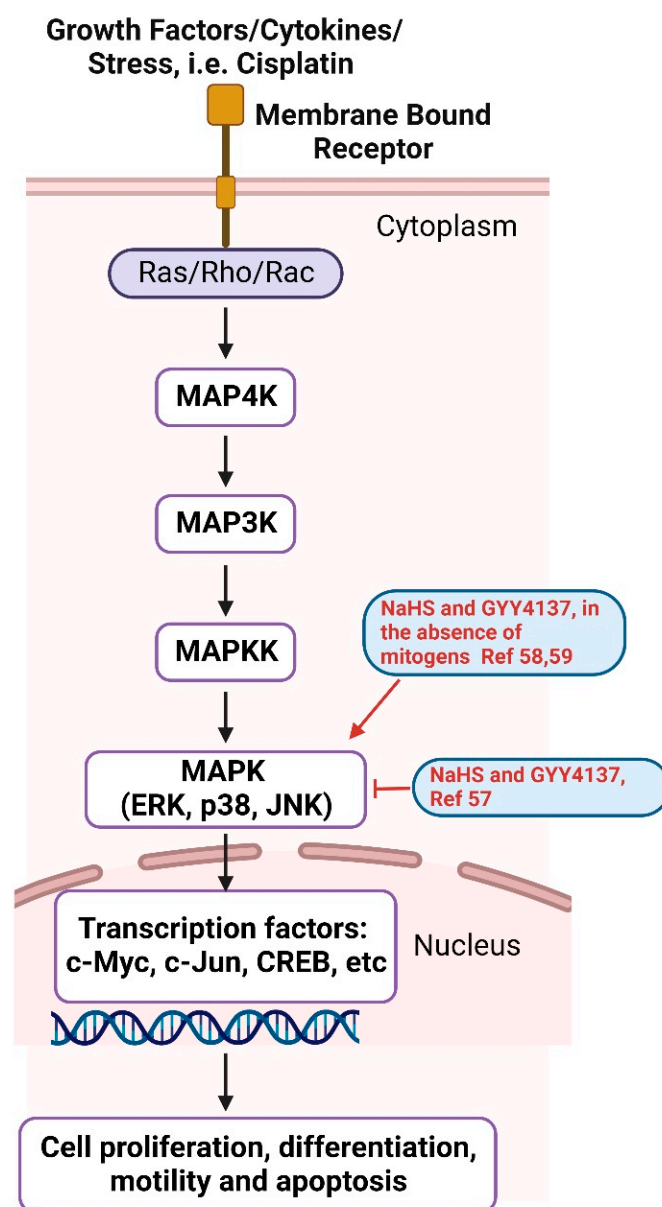 Growth Factors/Cytokines/
Stress, i.e. Cisplatin
Membrane Bound
Receptor
Cytoplasm
Ras/Rho/Rac
MAP4K
MAP3K
MAPKK
NaHS and GYY4137, in
the absence of
mitogens Ref 58,59
MAPK
(ERK, p38, JNK)
NaHS and GYY4137,
Ref 57
Transcription factors:
c-Myc, c-Jun, CREB, etc
Nucleus
Cell proliferation, differentiation,
motility and apoptosis